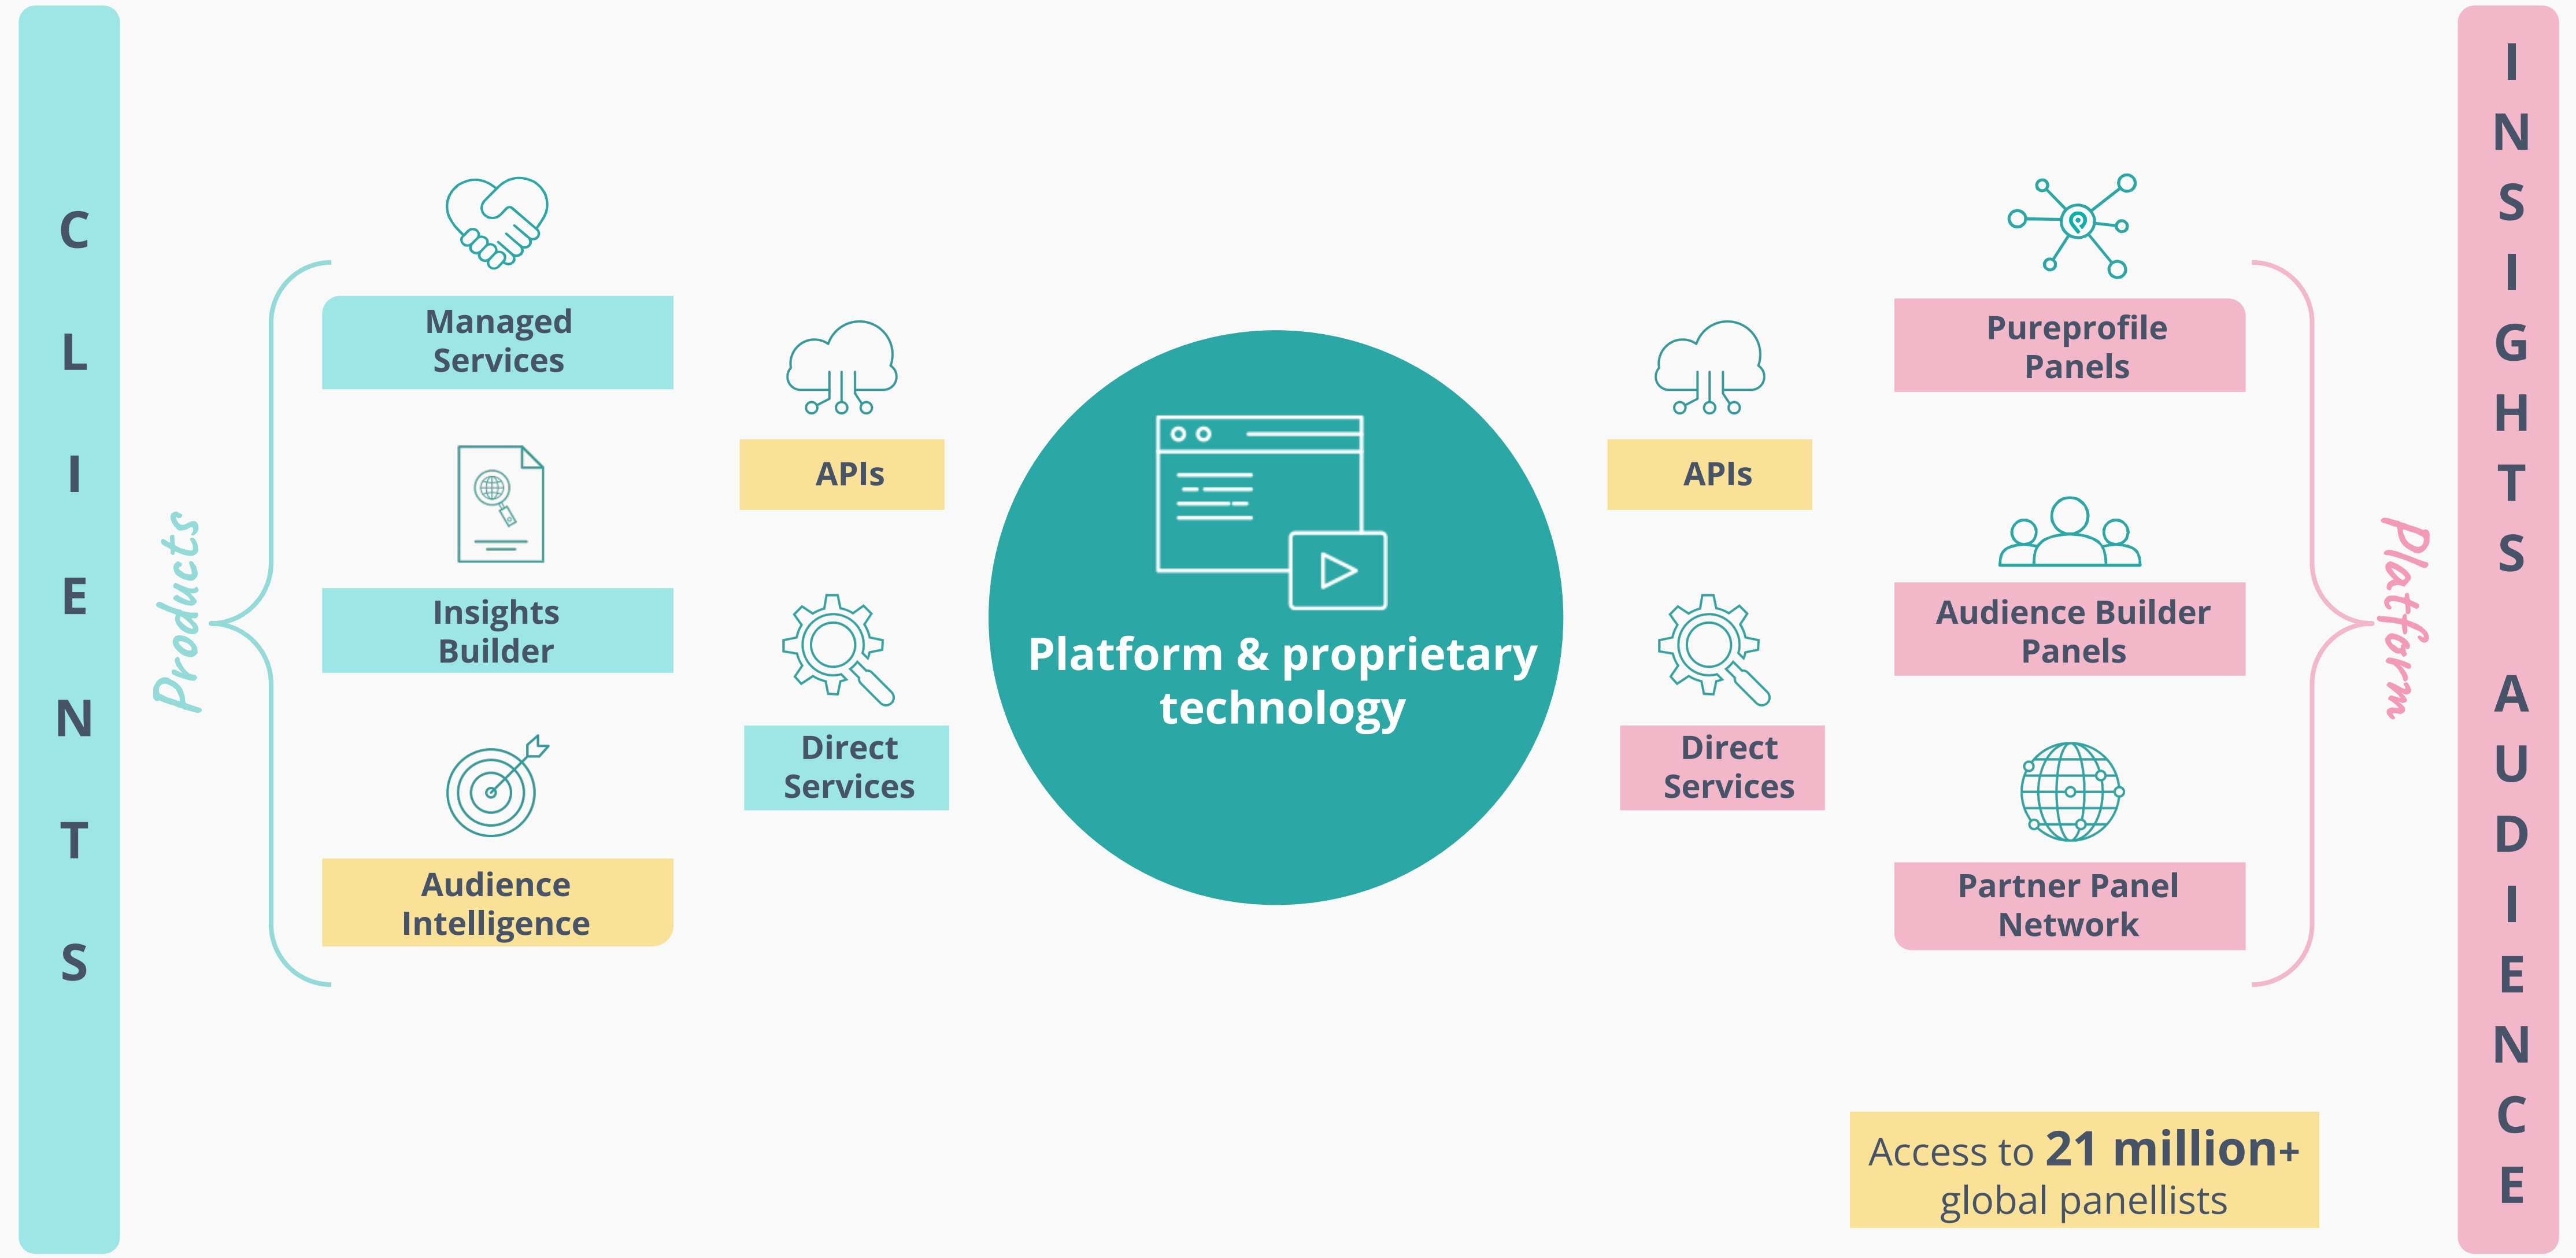 CLIENTS
Products
Managed
Services
Insights
Builder
Audience
Intelligence
APIs
Direct
Services
Platform & proprietary
technology
APIs
Direct
Services
Pureprofile
Panels
Audience Builder
Panels
Partner Panel
Network
Platform
INSIGHTS AUDIENCE
Access to 21 million+
global panellists